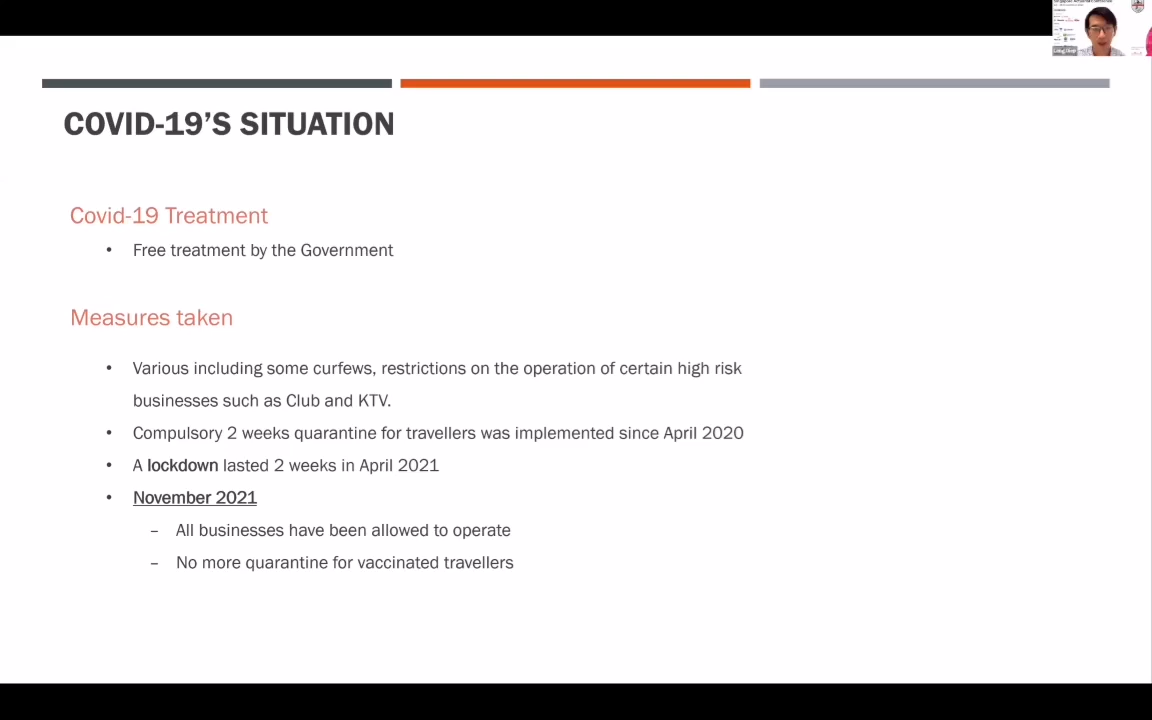 COVID-19'S SITUATION
Covid-19 Treatment
• Free treatment by the Government
Measures taken
• Various including some curfews, restrictions on the operation of certain high risk
businesses such as Club and KTV.
• Compulsory 2 weeks quarantine for travellers was implemented since April 2020
• A lockdown lasted 2 weeks in April 2021
• November 2021
– All businesses have been allowed to operate
– No more quarantine for vaccinated travellers